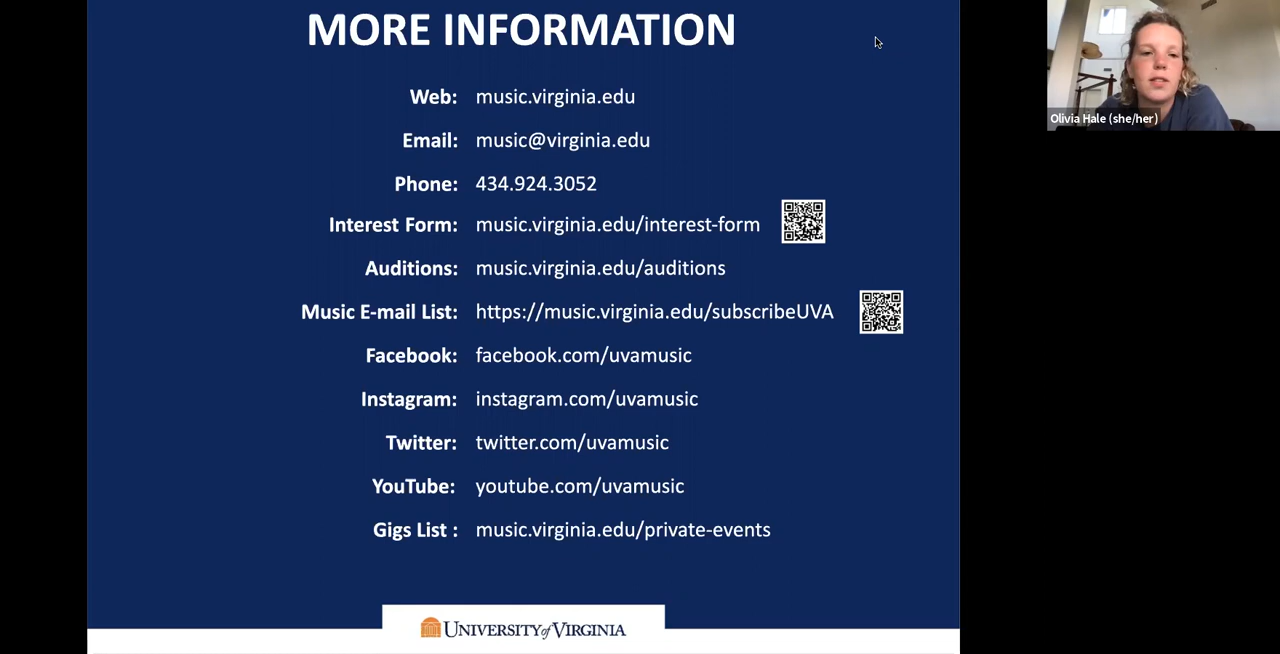 MORE INFORMATION
Web: music.virginia.edu
Email: music@virginia.edu
Phone: 434.924.3052
Interest Form: music.virginia.edu/interest-form
Auditions: music.virginia.edu/auditions
Music E-mail List: https://music.virginia.edu/subscribeUVA
Facebook: facebook.com/uvamusic
Instagram: instagram.com/uvamusic
Twitter: twitter.com/uvamusic
YouTube: youtube.com/uvamusic
Gigs List : music.virginia.edu/private-events
UNIVERSITY of VIRGINIA
Olivia Hale (she/her)